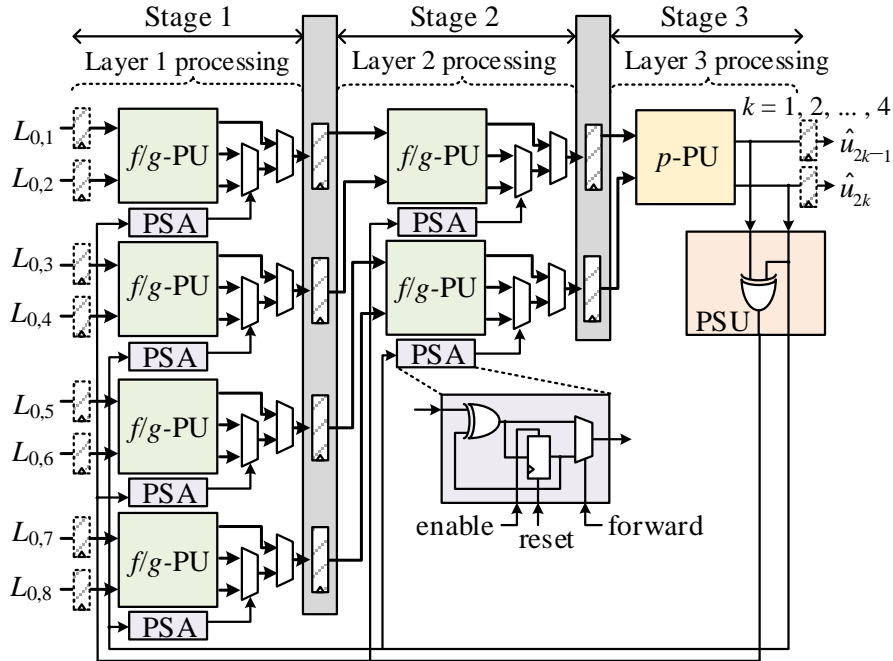 Stage 1
Stage 2
Stage 3
Layer 1 processing
Layer 2 processing
Layer 3 processing
k = 1, 2, ... , 4
L0,1
L0,2
f/g-PU
PSA
f/g-PU
PSA
p-PU
û2k−1
û2k
L0,3
L0,4
f/g-PU
PSA
f/g-PU
PSA
PSU
L0,5
L0,6
f/g-PU
PSA
enable
reset
forward
L0,7
L0,8
f/g-PU
PSA